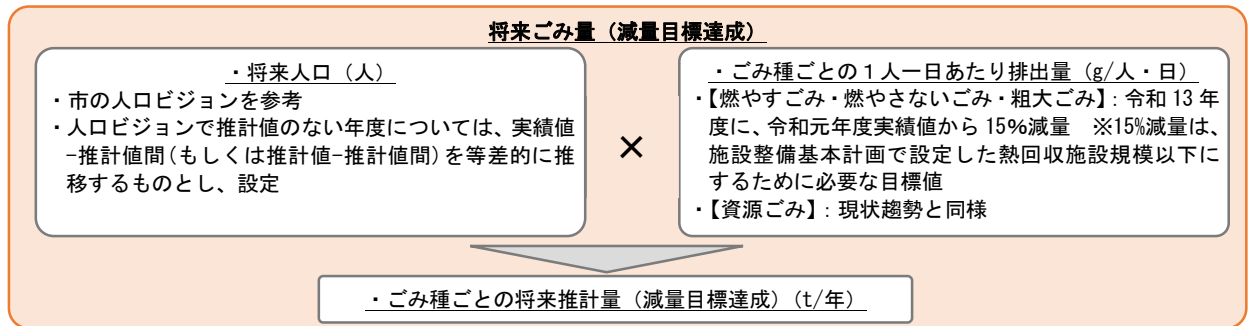 将来ごみ量（減量目標達成）
・将来人口（人）
・市の人口ビジョンを参考
・人口ビジョンで推計値のない年度については、実績値
-推計値間(もしくは推計値-推計値間)を等差的に推
移するものとし、設定
×
・ごみ種ごとの１人一日あたり排出量（g/人・日）
・【燃やすごみ・燃やさないごみ・粗大ごみ】：令和 13 年
度に、令和元年度実績値から 15％減量　※15%減量は、
施設整備基本計画で設定した熱回収施設規模以下に
するために必要な目標値
・【資源ごみ】：現状趨勢と同様
・ごみ種ごとの将来推計量（減量目標達成）（t/年）